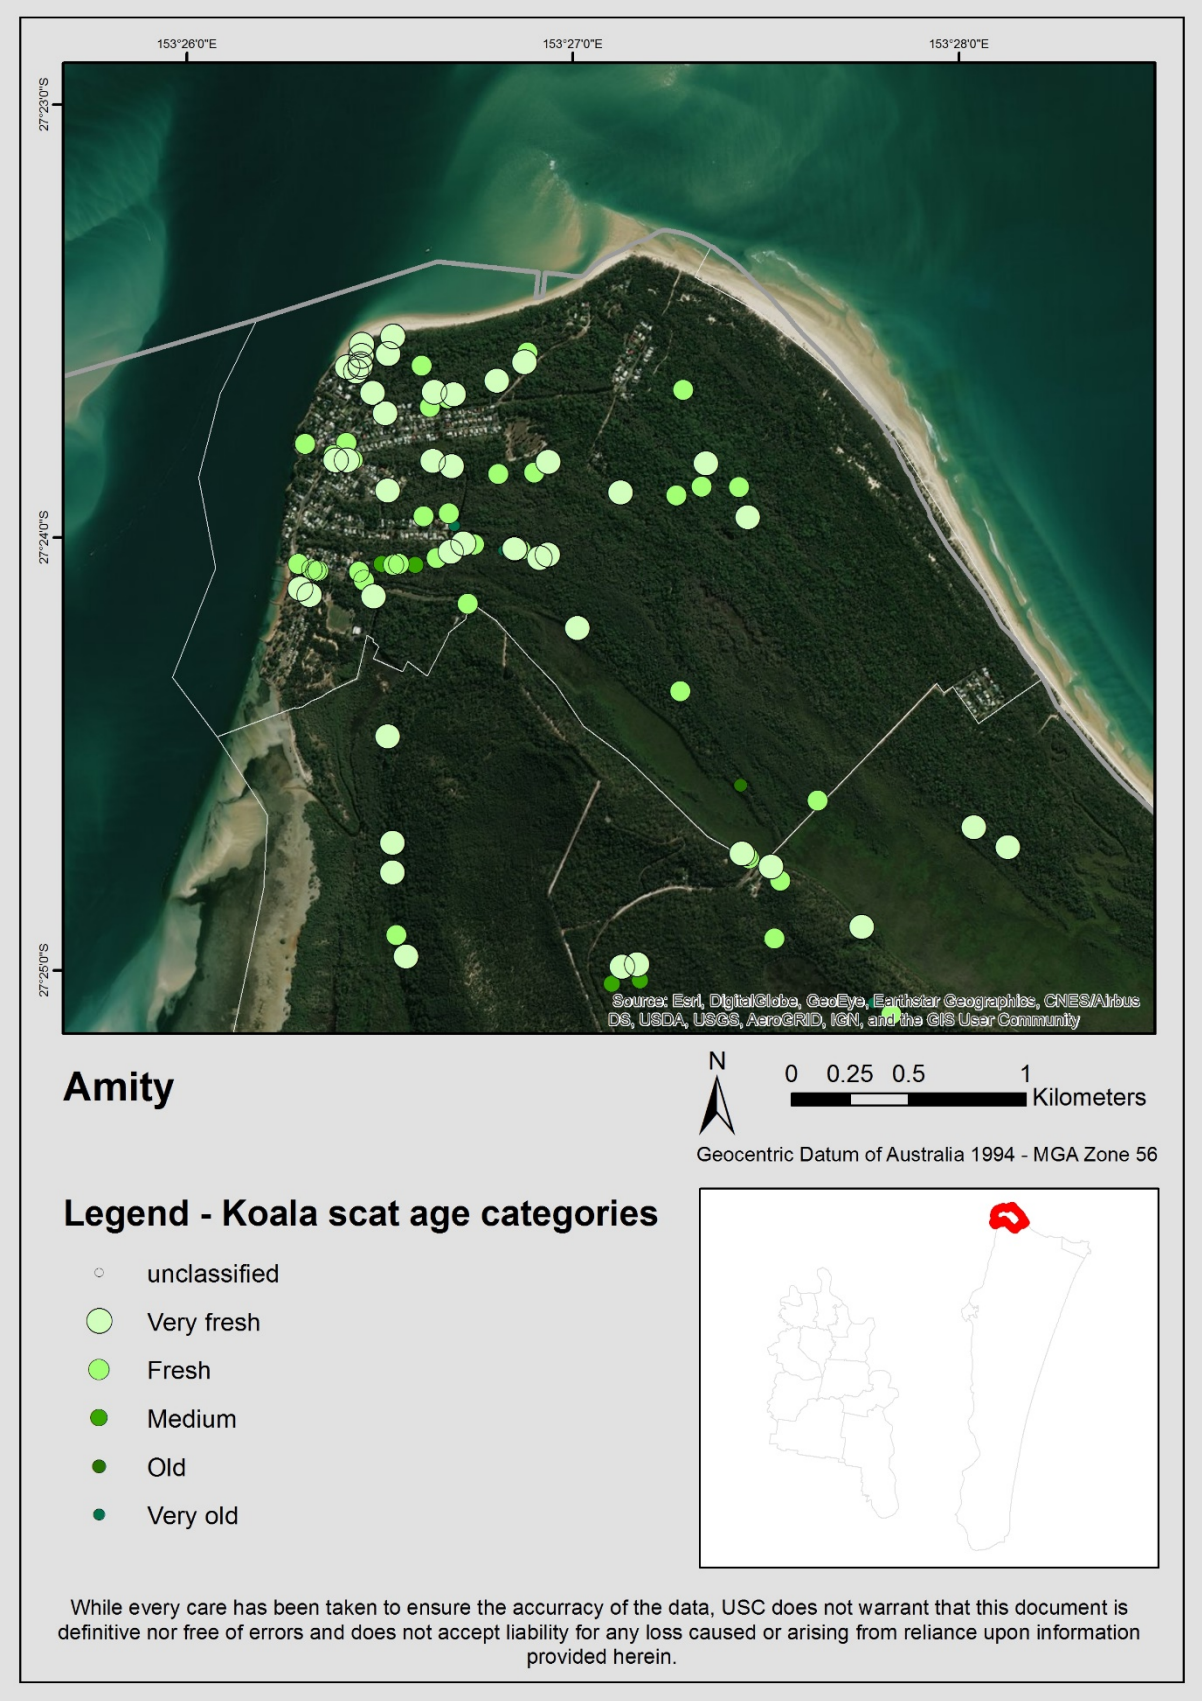 153°26'0"E
153°27'0"E
153°28'0"E
27°23'0"S
27°24'0"S
27°25'0"S
Source: Esri, DigitalGlobe, GeoEye, Earthstar Geographics, CNES/Airbus
DS, USDA, USGS, AeroGRID, IGN, and the GIS User Community
Amity
N
0 0.25 0.5 1
Kilometers
Geocentric Datum of Australia 1994 - MGA Zone 56
Legend - Koala scat age categories
unclassified
Very fresh
Fresh
Medium
Old
Very old
While every care has been taken to ensure the accurracy of the data, USC does not warrant that this document is
definitive nor free of errors and does not accept liability for any loss caused or arising from reliance upon information
provided herein.